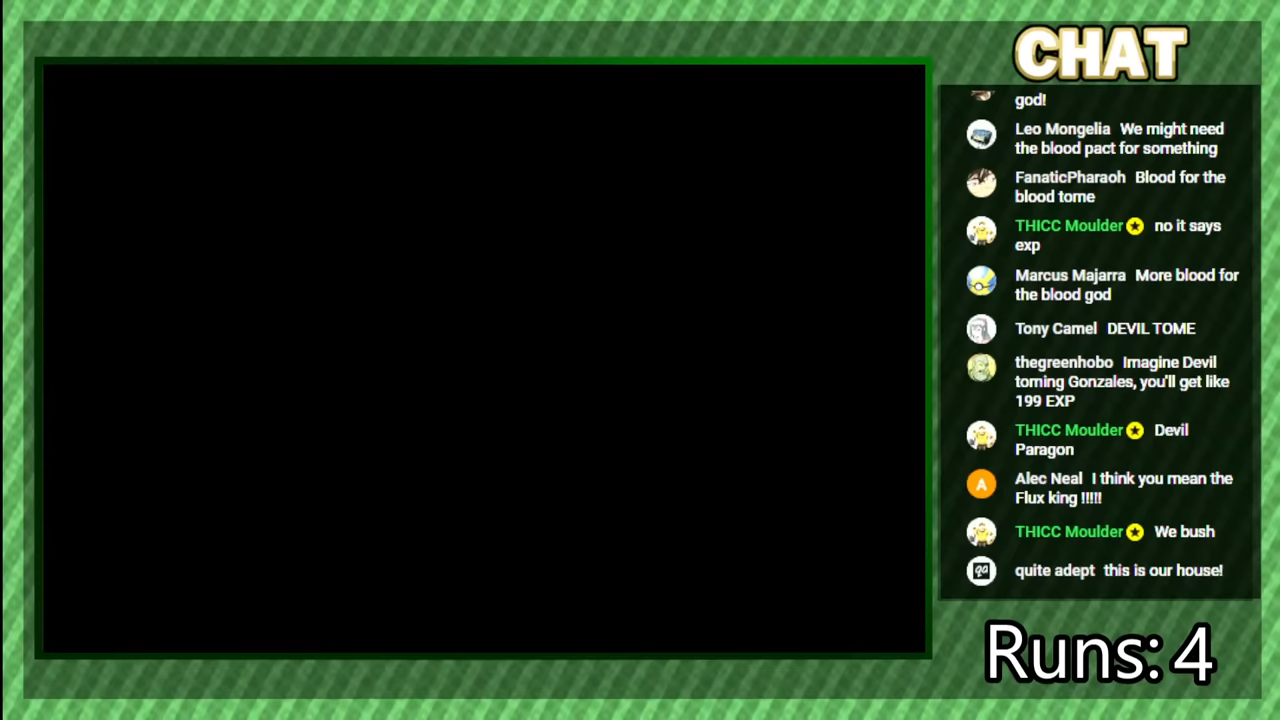 CHAT
god!
Leo Mongelia We might need
the blood pact for something
FanaticPharaoh Blood for the
blood tome
THICC Moulder no it says
exp
Marcus Majarra More blood for
the blood god
Tony Camel DEVIL TOME
thegreenhobo Imagine Devil
toming Gonzales, you'll get like
199 EXP
THICC Moulder Devil
Paragon
A
Alec Neal I think you mean the
Flux king !!!!!
THICC Moulder We bush
qa
quite adept this is our house!
Runs: 4